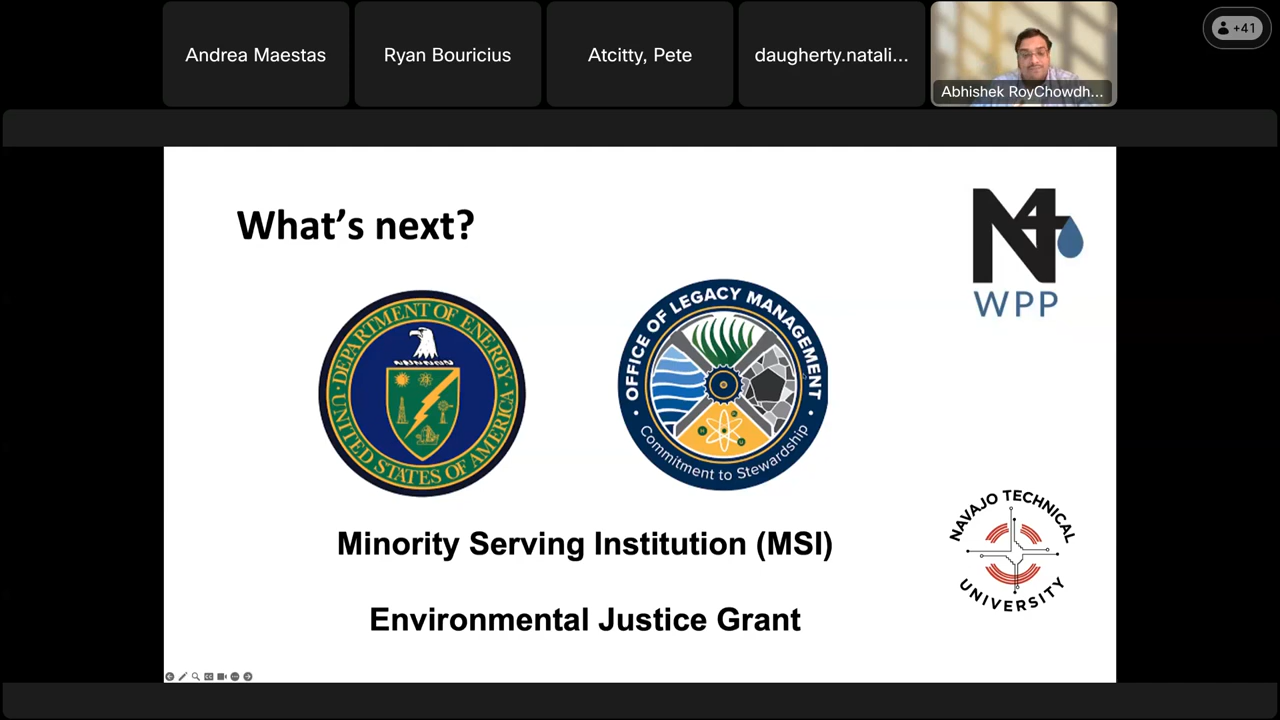 Andrea Maestas
Ryan Bouricius
Atcitty, Pete
daugherty.natali...
Abhishek RoyChowdh...
+41
What's next?
N4
WPP
UNITED STATES OF AMERICA · DEPARTMENT OF ENERGY ·
OFFICE OF LEGACY MANAGEMENT
Commitment to Stewardship
Minority Serving Institution (MSI)
Environmental Justice Grant
NAVAJO TECHNICAL
UNIVERSITY